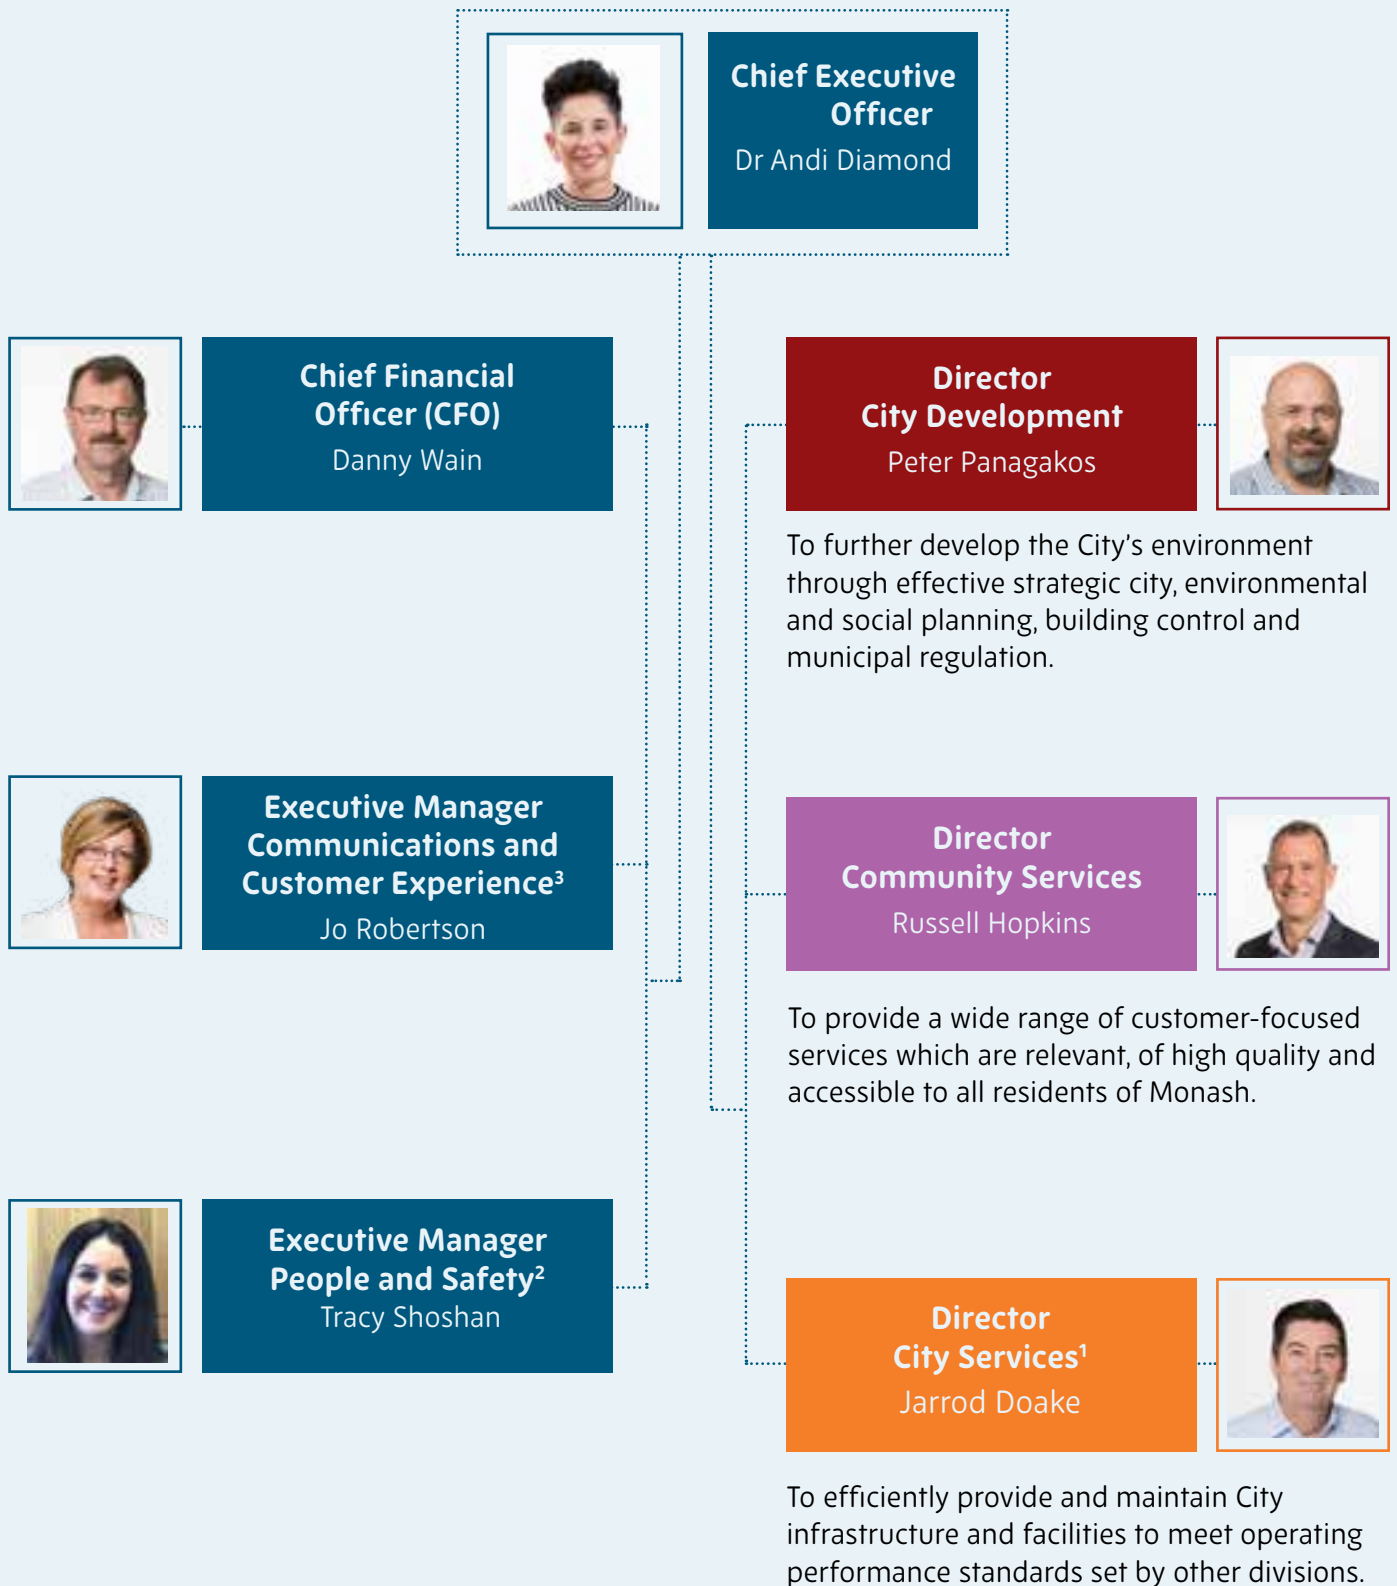 Chief Executive
Officer
Dr Andi Diamond
Chief Financial
Officer (CFO)
Danny Wain
Director
City Development
Peter Panagakos
To further develop the City’s environment
through effective strategic city, environmental
and social planning, building control and
municipal regulation.
Executive Manager
Communications and
Customer Experience³
Jo Robertson
Director
Community Services
Russell Hopkins
To provide a wide range of customer-focused
services which are relevant, of high quality and
accessible to all residents of Monash.
Executive Manager
People and Safety²
Tracy Shoshan
Director
City Services¹
Jarrod Doake
To efficiently provide and maintain City
infrastructure and facilities to meet operating
performance standards set by other divisions.